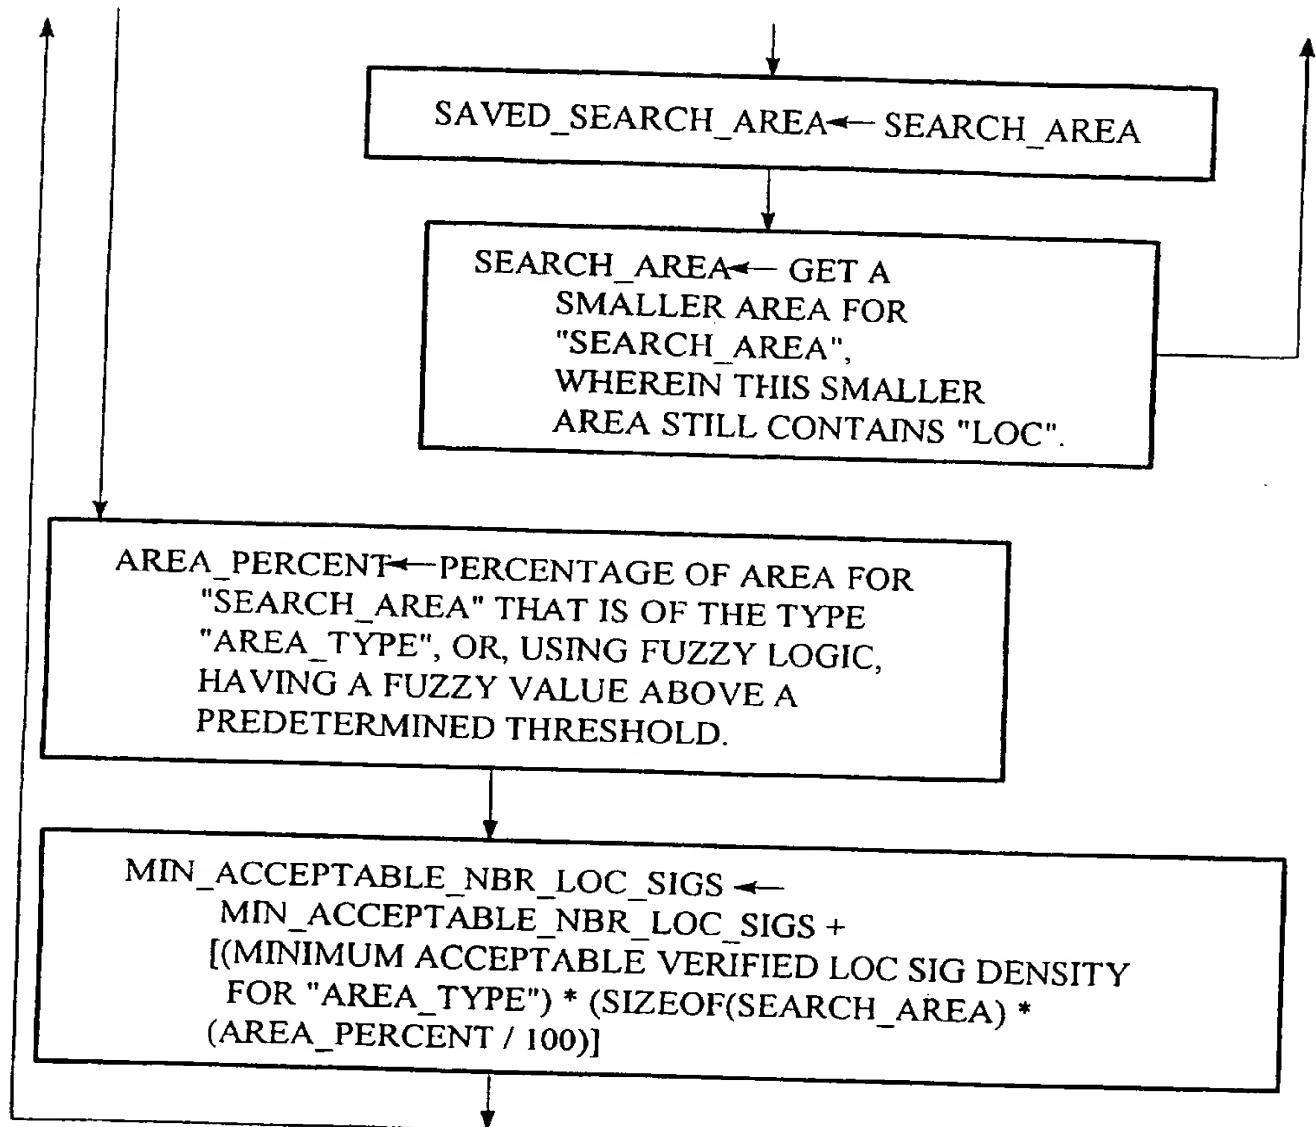 SAVED_SEARCH_AREA← SEARCH_AREA
SEARCH_AREA← GET A
SMALLER AREA FOR
"SEARCH_AREA",
WHEREIN THIS SMALLER
AREA STILL CONTAINS "LOC".
AREA_PERCENT←PERCENTAGE OF AREA FOR
"SEARCH_AREA" THAT IS OF THE TYPE
"AREA_TYPE", OR, USING FUZZY LOGIC,
HAVING A FUZZY VALUE ABOVE A
PREDETERMINED THRESHOLD.
MIN_ACCEPTABLE_NBR_LOC_SIGS ←
MIN_ACCEPTABLE_NBR_LOC_SIGS +
[(MINIMUM ACCEPTABLE VERIFIED LOC SIG DENSITY
FOR "AREA_TYPE") * (SIZEOF(SEARCH_AREA) *
(AREA_PERCENT / 100)]